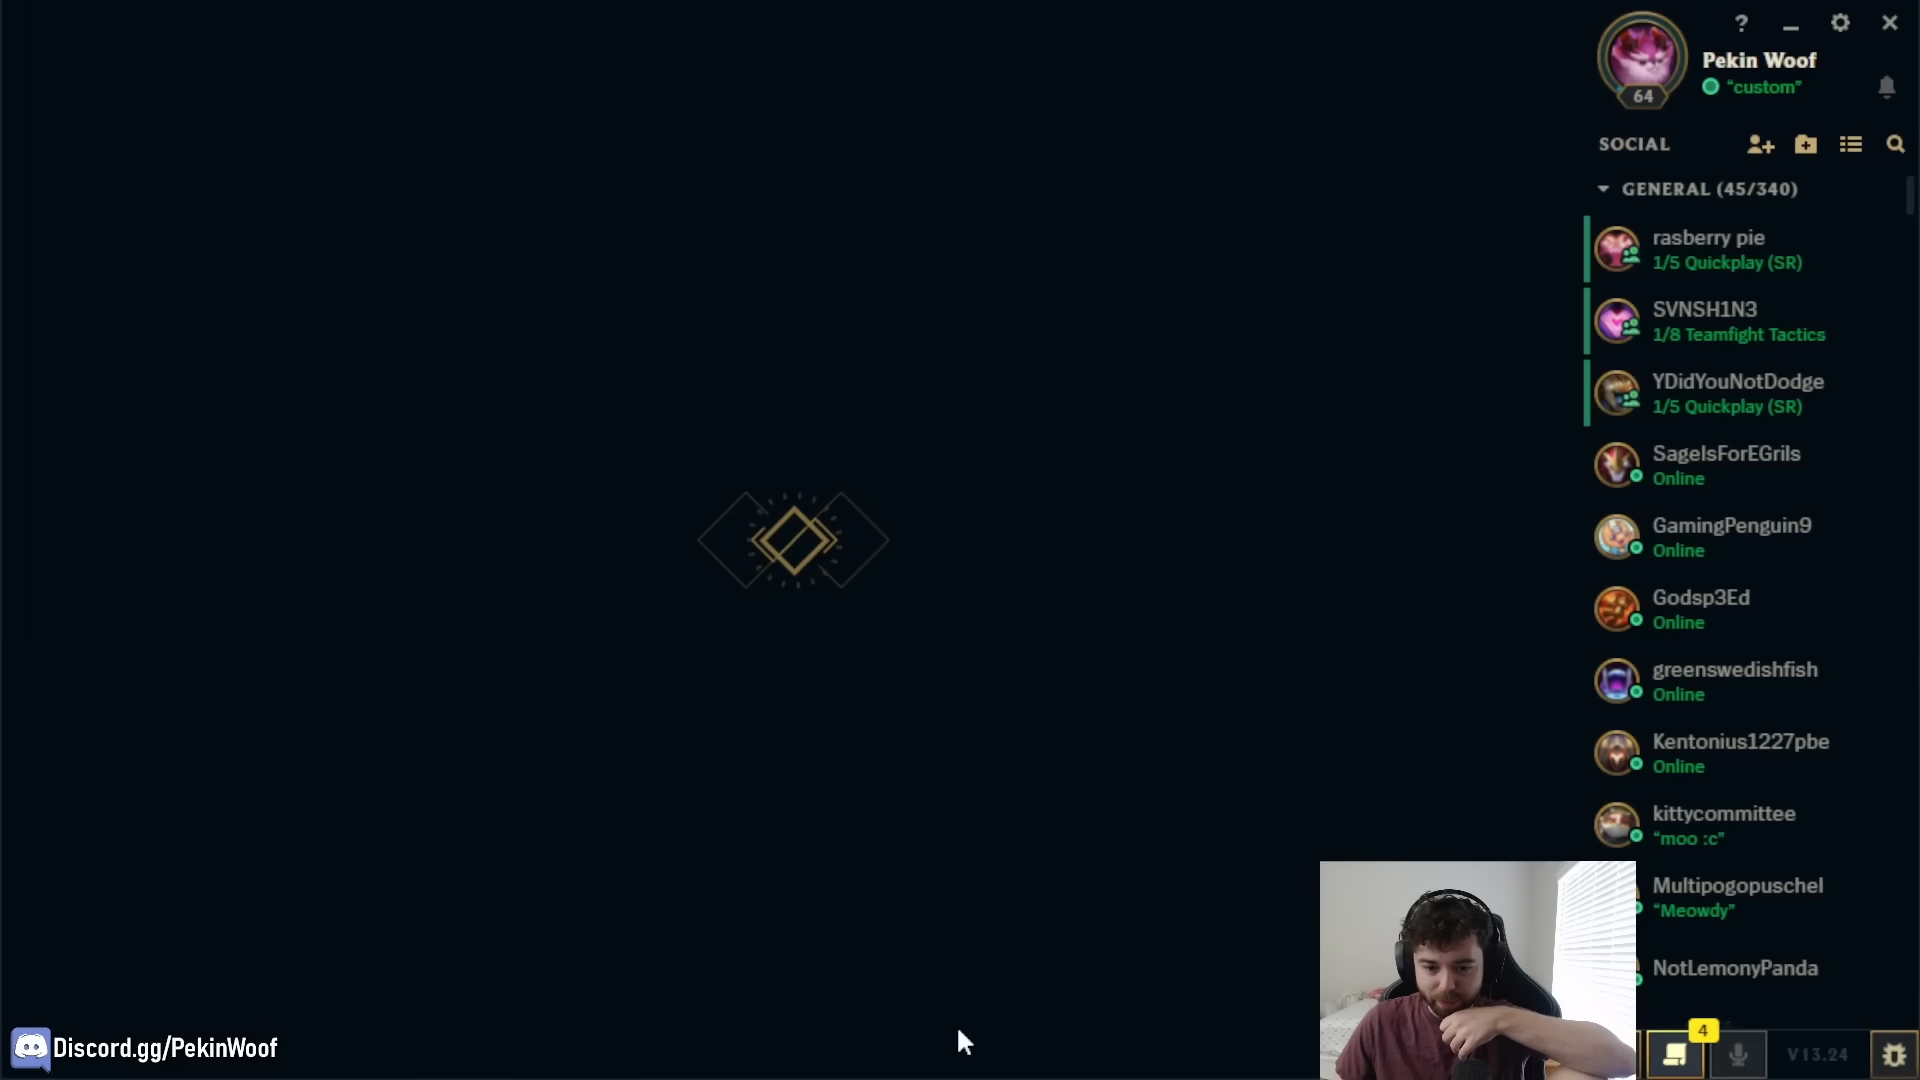 ?
Pekin Woof
"custom"
64
SOCIAL
GENERAL (45/340)
rasberry pie
1/5 Quickplay (SR)
SVNSH1N3
1/8 Teamfight Tactics
YDidYouNotDodge
1/5 Quickplay (SR)
SageIsForEGrils
Online
GamingPenguin9
Online
Godsp3Ed
Online
greenswedishfish
Online
Kentonius1227pbe
Online
kittycommittee
"moo :c"
Multipogopuschel
"Meowdy"
NotLemonyPanda
4
V13.24
Discord.gg/PekinWoof